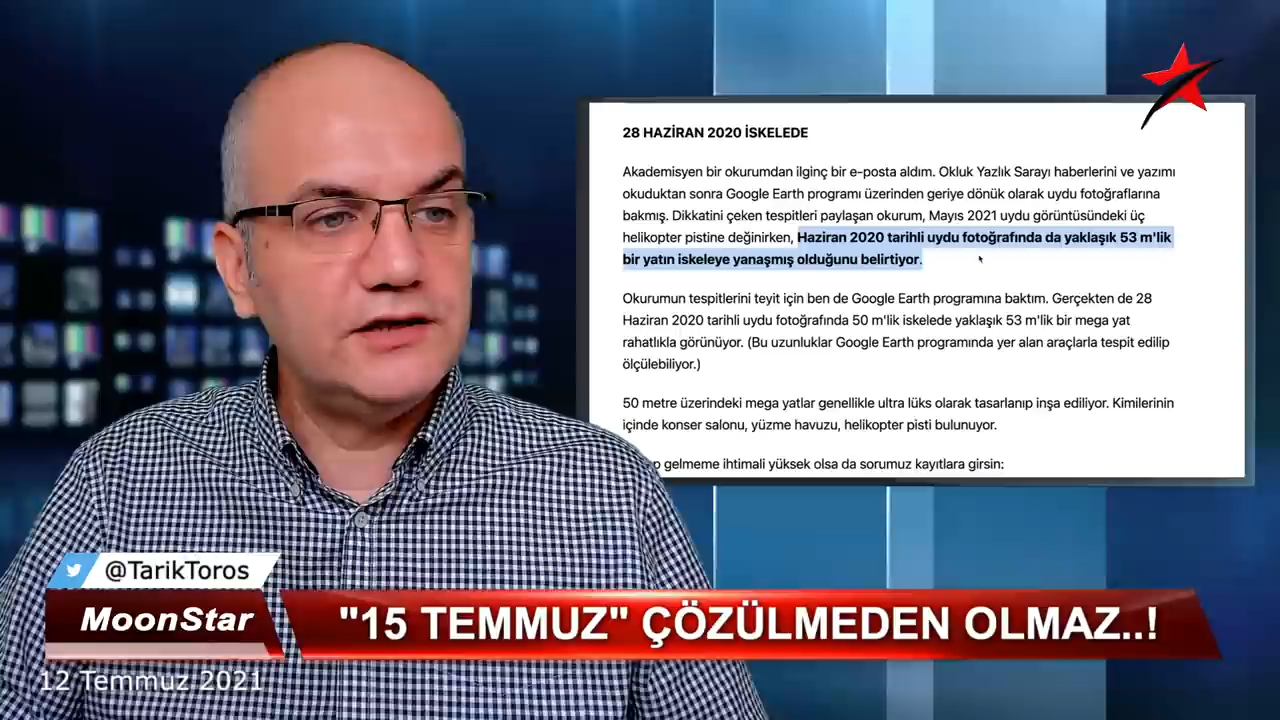 28 HAZİRAN 2020 İSKELEDE
Akademisyen bir okurumdan ilginç bir e-posta aldım. Okluk Yazlık Sarayı haberlerini ve yazımı
okuduktan sonra Google Earth programı üzerinden geriye dönük olarak uydu fotoğraflarına
bakmış. Dikkatini çeken tespitleri paylaşan okurum, Mayıs 2021 uydu görüntüsündeki üç
helikopter pistine değinirken, Haziran 2020 tarihli uydu fotoğrafında da yaklaşık 53 m'lik
bir yatın iskeleye yanaşmış olduğunu belirtiyor.
Okurumun tespitlerini teyit için ben de Google Earth programına baktım. Gerçekten de 28
Haziran 2020 tarihli uydu fotoğrafında 50 m'lik iskelede yaklaşık 53 m'lik bir mega yat
rahatlıkla görünüyor. (Bu uzunluklar Google Earth programında yer alan araçlarla tespit edilip
ölçülebiliyor.)
50 metre üzerindeki mega yatlar genellikle ultra lüks olarak tasarlanıp inşa ediliyor. Kimilerinin
içinde konser salonu, yüzme havuzu, helikopter pisti bulunuyor.
gelmeme ihtimali yüksek olsa da sorumuz kayıtlara girsin:
@TarikToros
MoonStar
"15 TEMMUZ" ÇÖZÜLMEDEN OLMAZ..!
12 Temmuz 2021